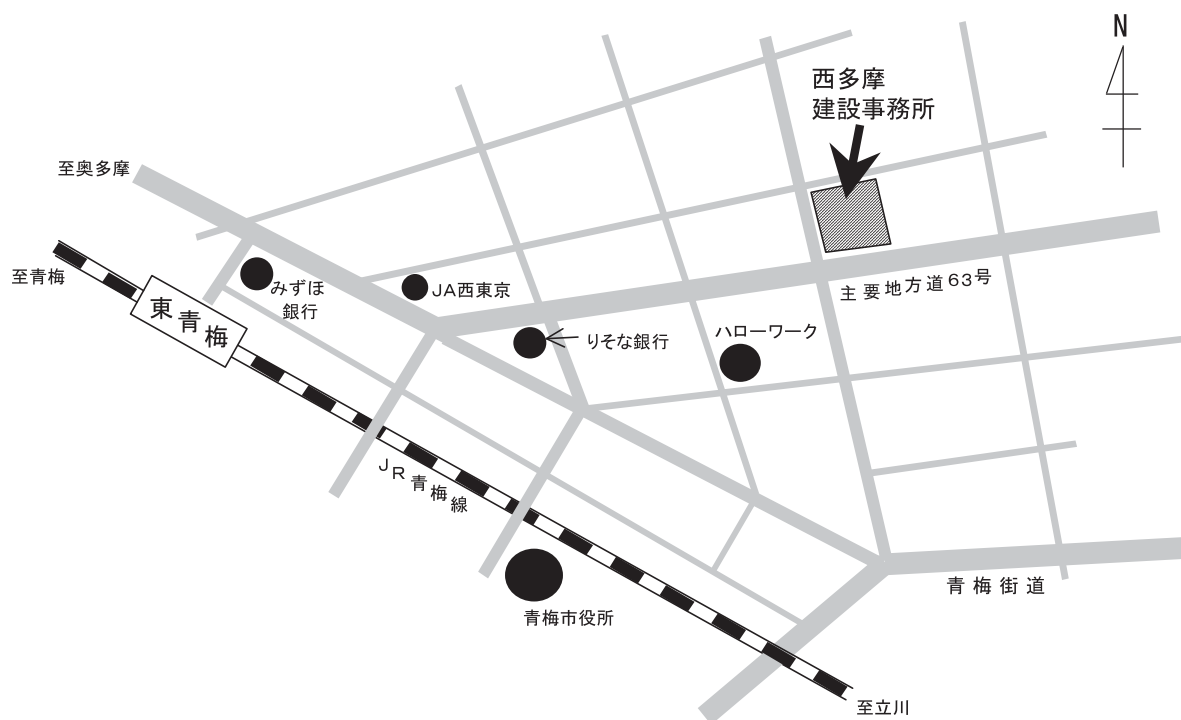 N
西多摩
建設事務所
至奥多摩
至青梅
東青梅
みずほ
銀行
JA西東京
主要地方道63号
りそな銀行
ハローワーク
JR青梅線
青梅街道
青梅市役所
至立川